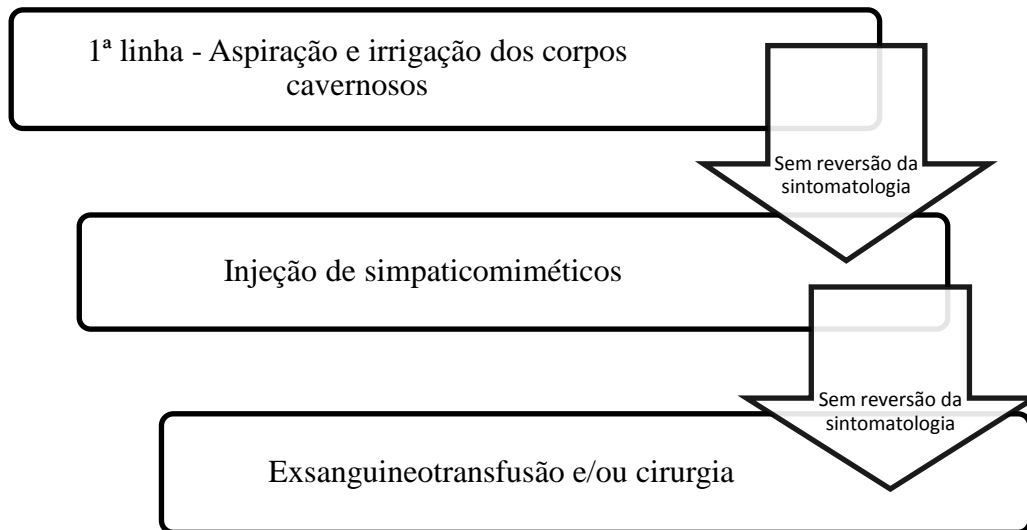 1ª linha - Aspiração e irrigação dos corpos
cavernosos
Sem reversão da
sintomatologia
Injeção de simpaticomiméticos
Sem reversão da
sintomatologia
Exsanguineotransfusão e/ou cirurgia